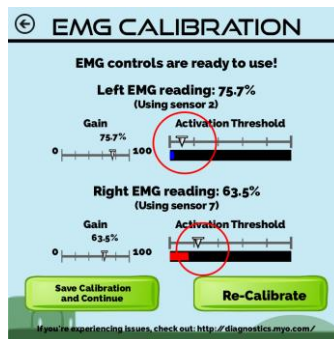 EMG CALIBRATION
EMG controls are ready to use!
Left EMG reading: 75.7%
(Using sensor 2)
Gain Activation Threshold
75.7%
0 100
Right EMG reading: 63.5%
(Using sensor 7)
Gain Activation Threshold
63.5%
0 100
Save Calibration
and Continue
Re-Calibrate
If you're experiencing issues, check out: http://diagnostics.myo.com/